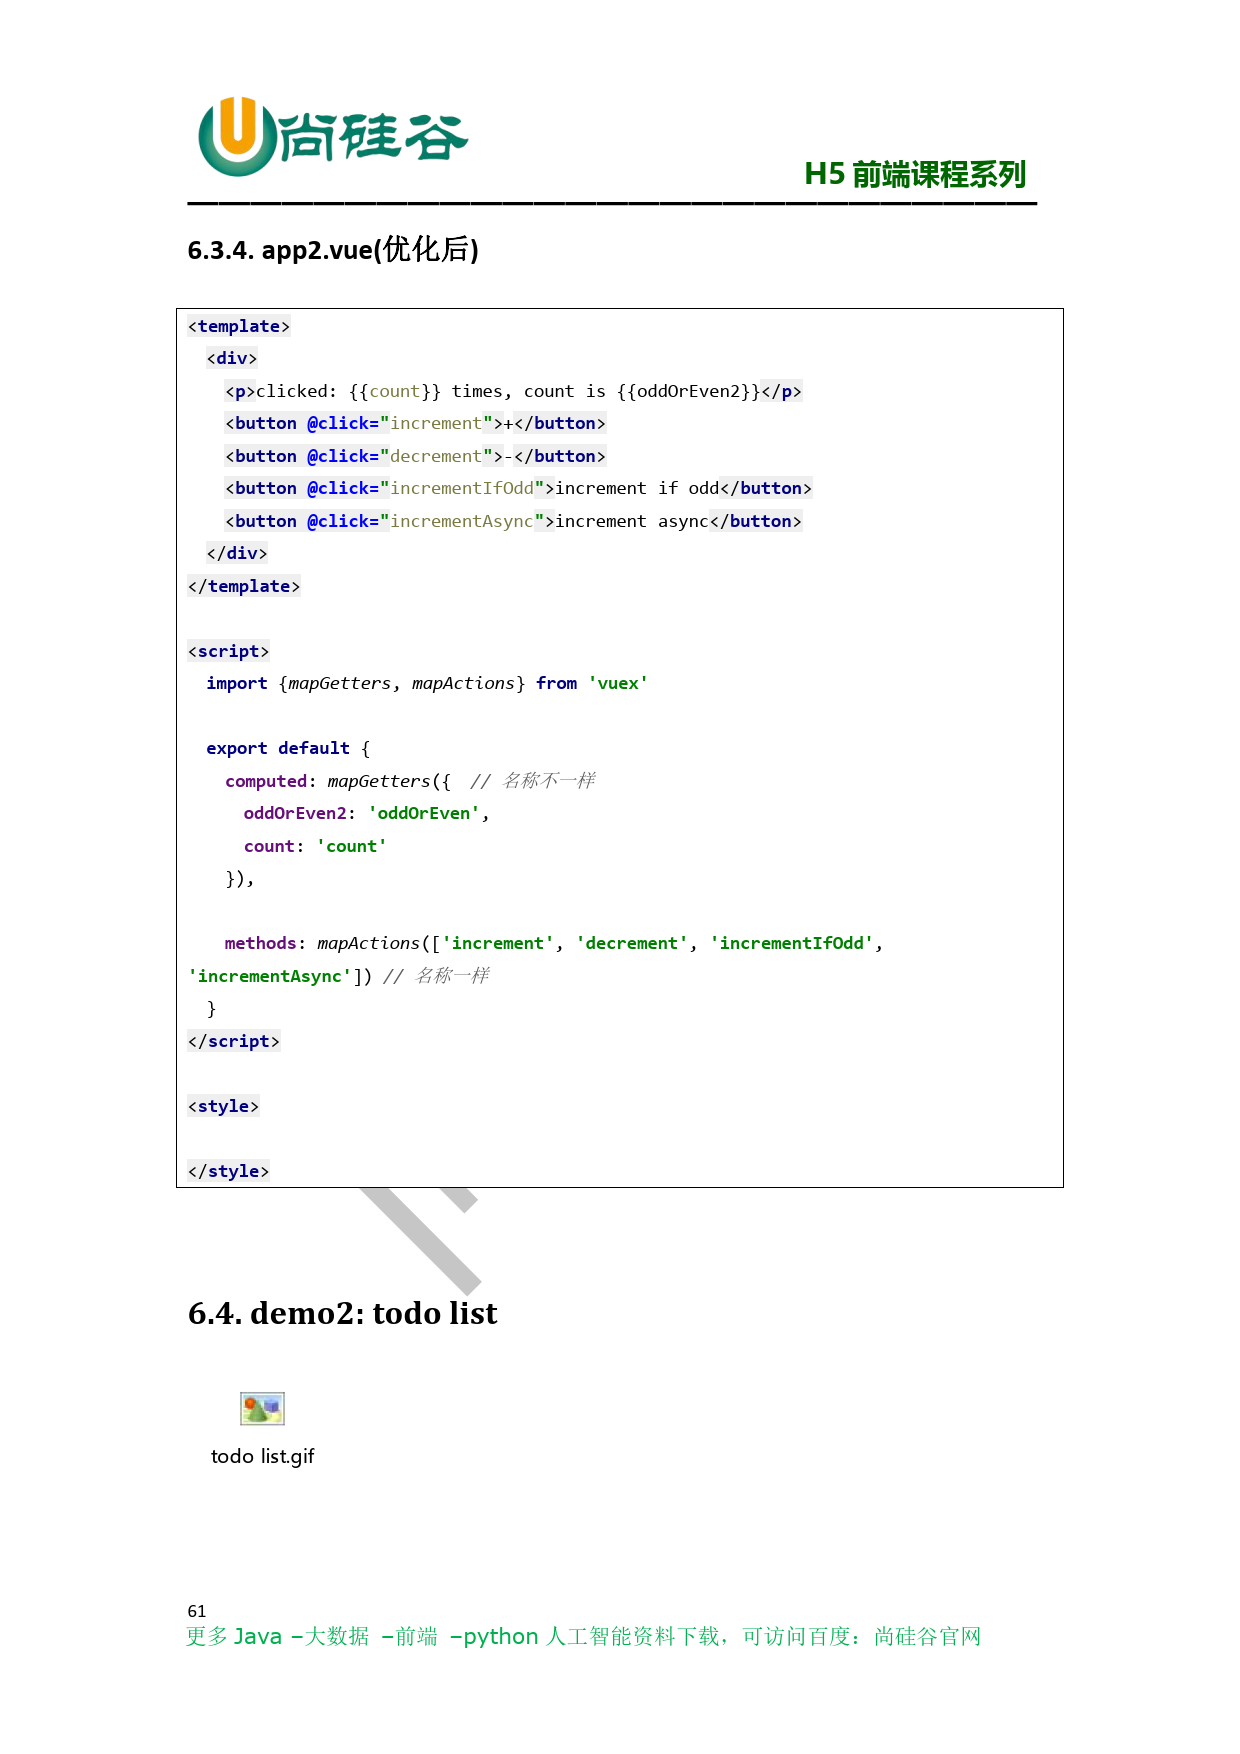 尚硅谷
H5 前端课程系列
6.3.4. app2.vue(优化后)
<template>
<div>
<p>clicked: {{count}} times, count is {{oddOrEven2}}</p>
<button @click="increment">+</button>
<button @click="decrement">-</button>
<button @click="incrementIfOdd">increment if odd</button>
<button @click="incrementAsync">increment async</button>
</div>
</template>
<script>
import {mapGetters, mapActions} from 'vuex'
export default {
computed: mapGetters({ // 名称不一样
oddOrEven2: 'oddOrEven',
count: 'count'
}),
methods: mapActions(['increment', 'decrement', 'incrementIfOdd',
'incrementAsync']) // 名称一样
}
</script>
<style>
</style>
6.4. demo2: todo list
todo list.gif
61
更多 Java –大数据 –前端 –python 人工智能资料下载，可访问百度：尚硅谷官网